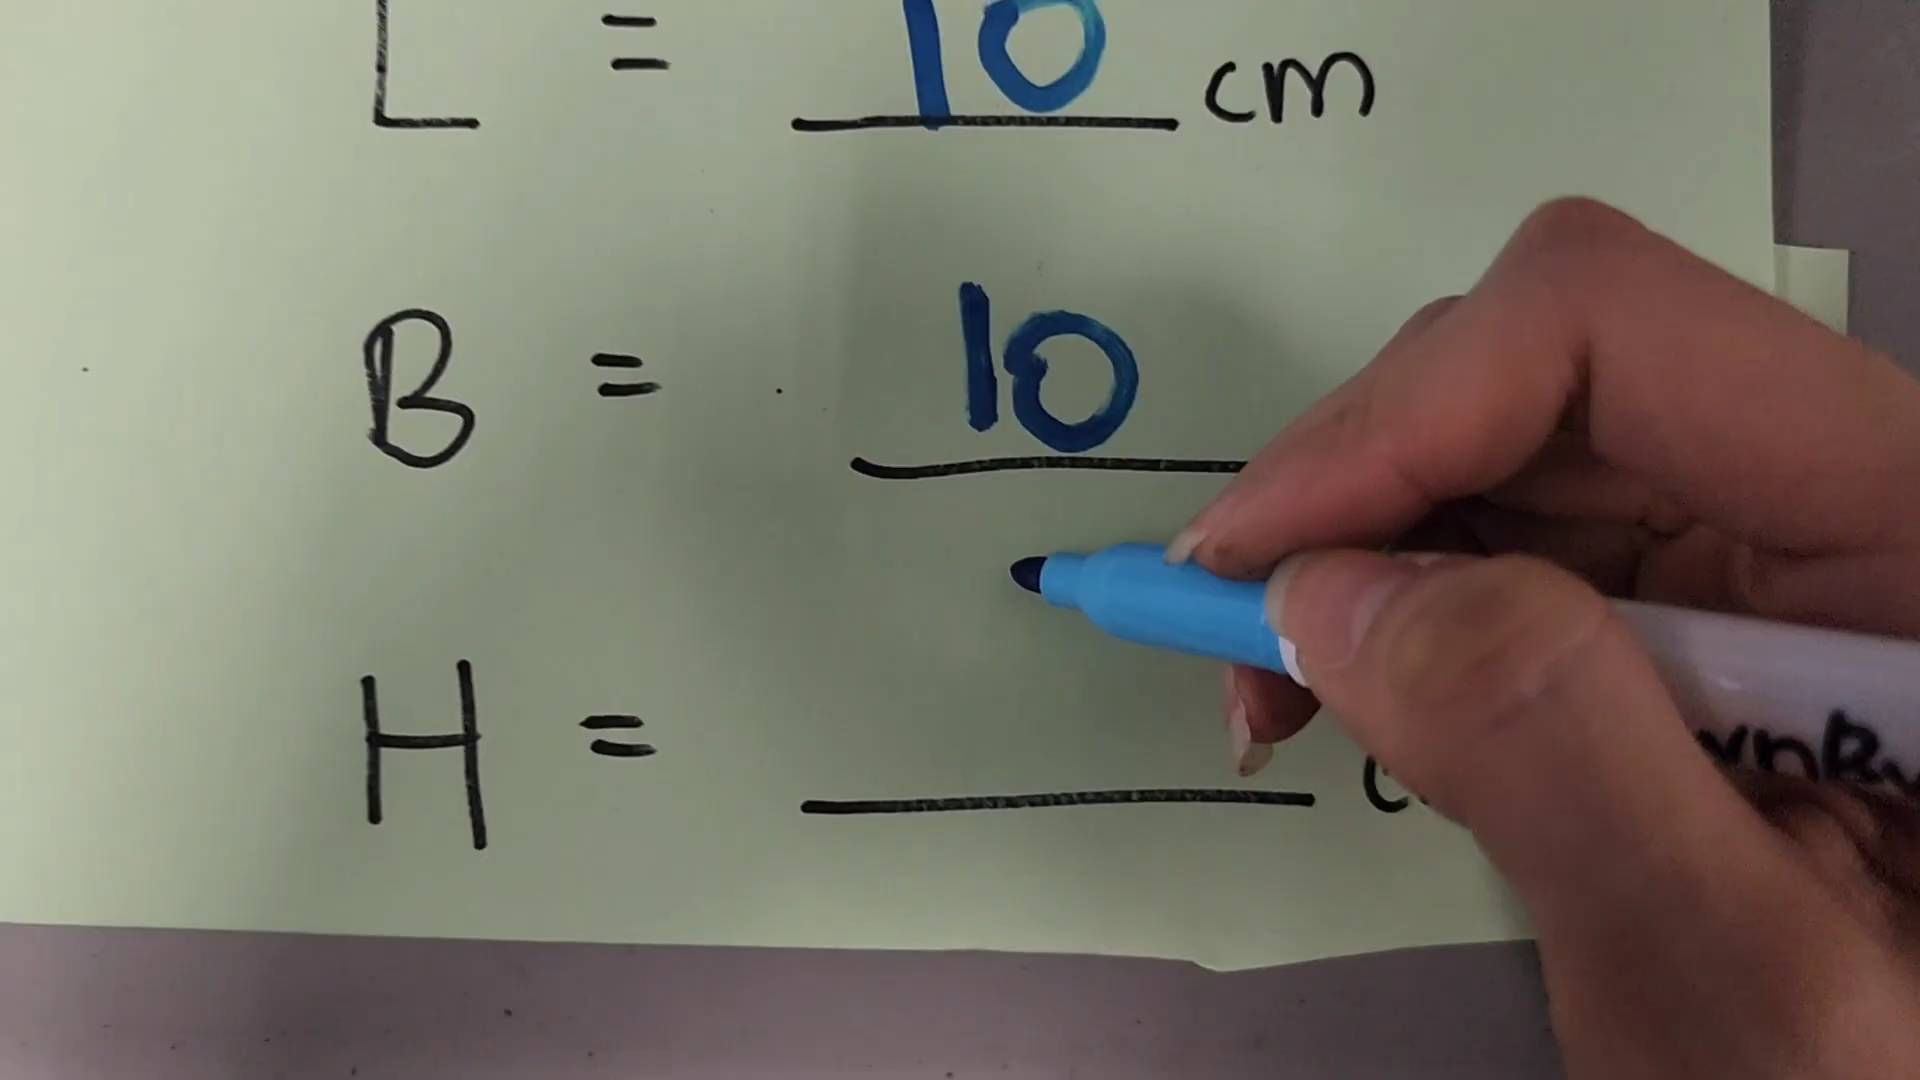 L = 10 cm
B = 10
H =